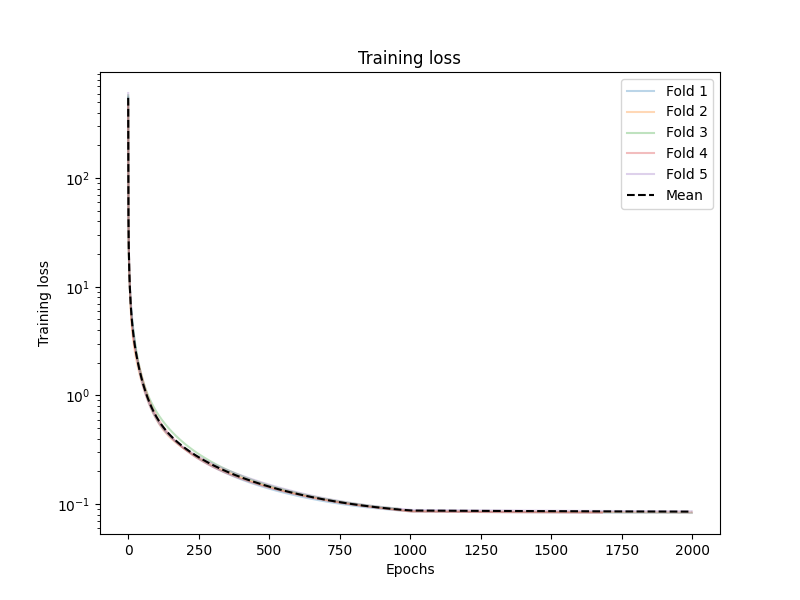 Training loss
Fold 1
Fold 2
Fold 3
Fold 4
Fold 5
Mean
Training loss
10²
10¹
10⁰
10⁻¹
0 250 500 750 1000 1250 1500 1750 2000
Epochs